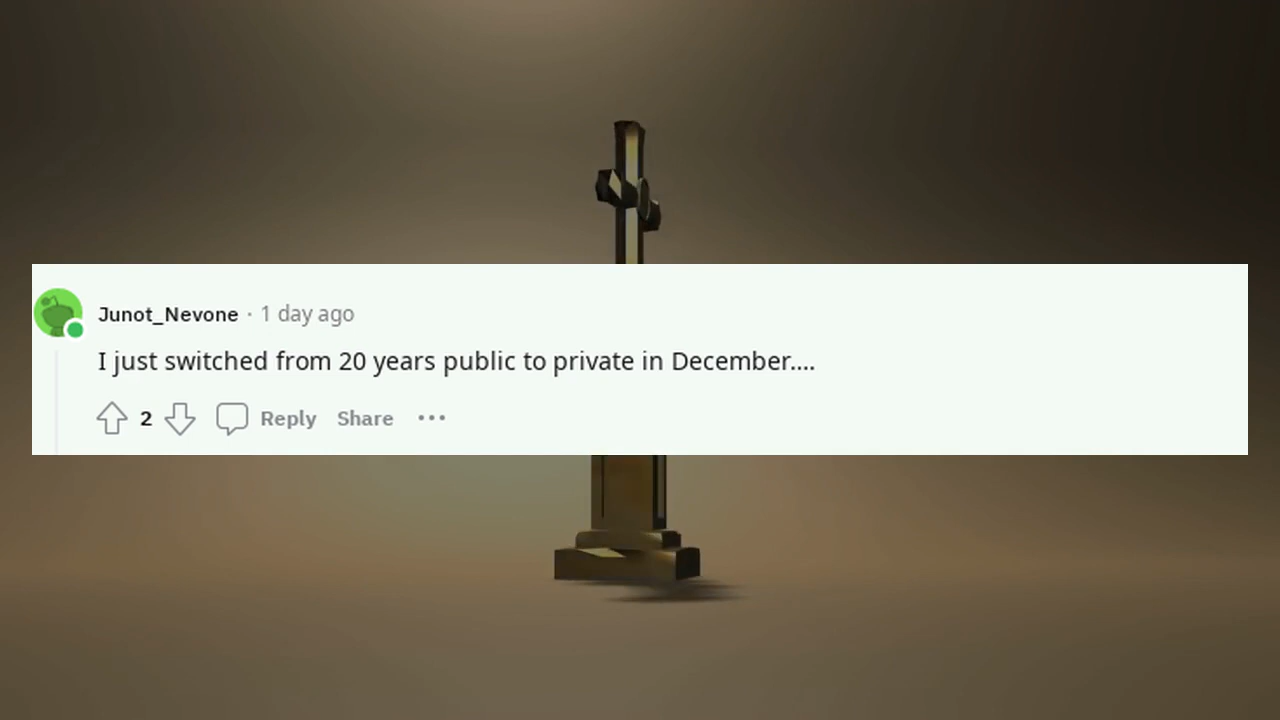 Junot_Nevone · 1 day ago
I just switched from 20 years public to private in December....
2 Reply Share ···